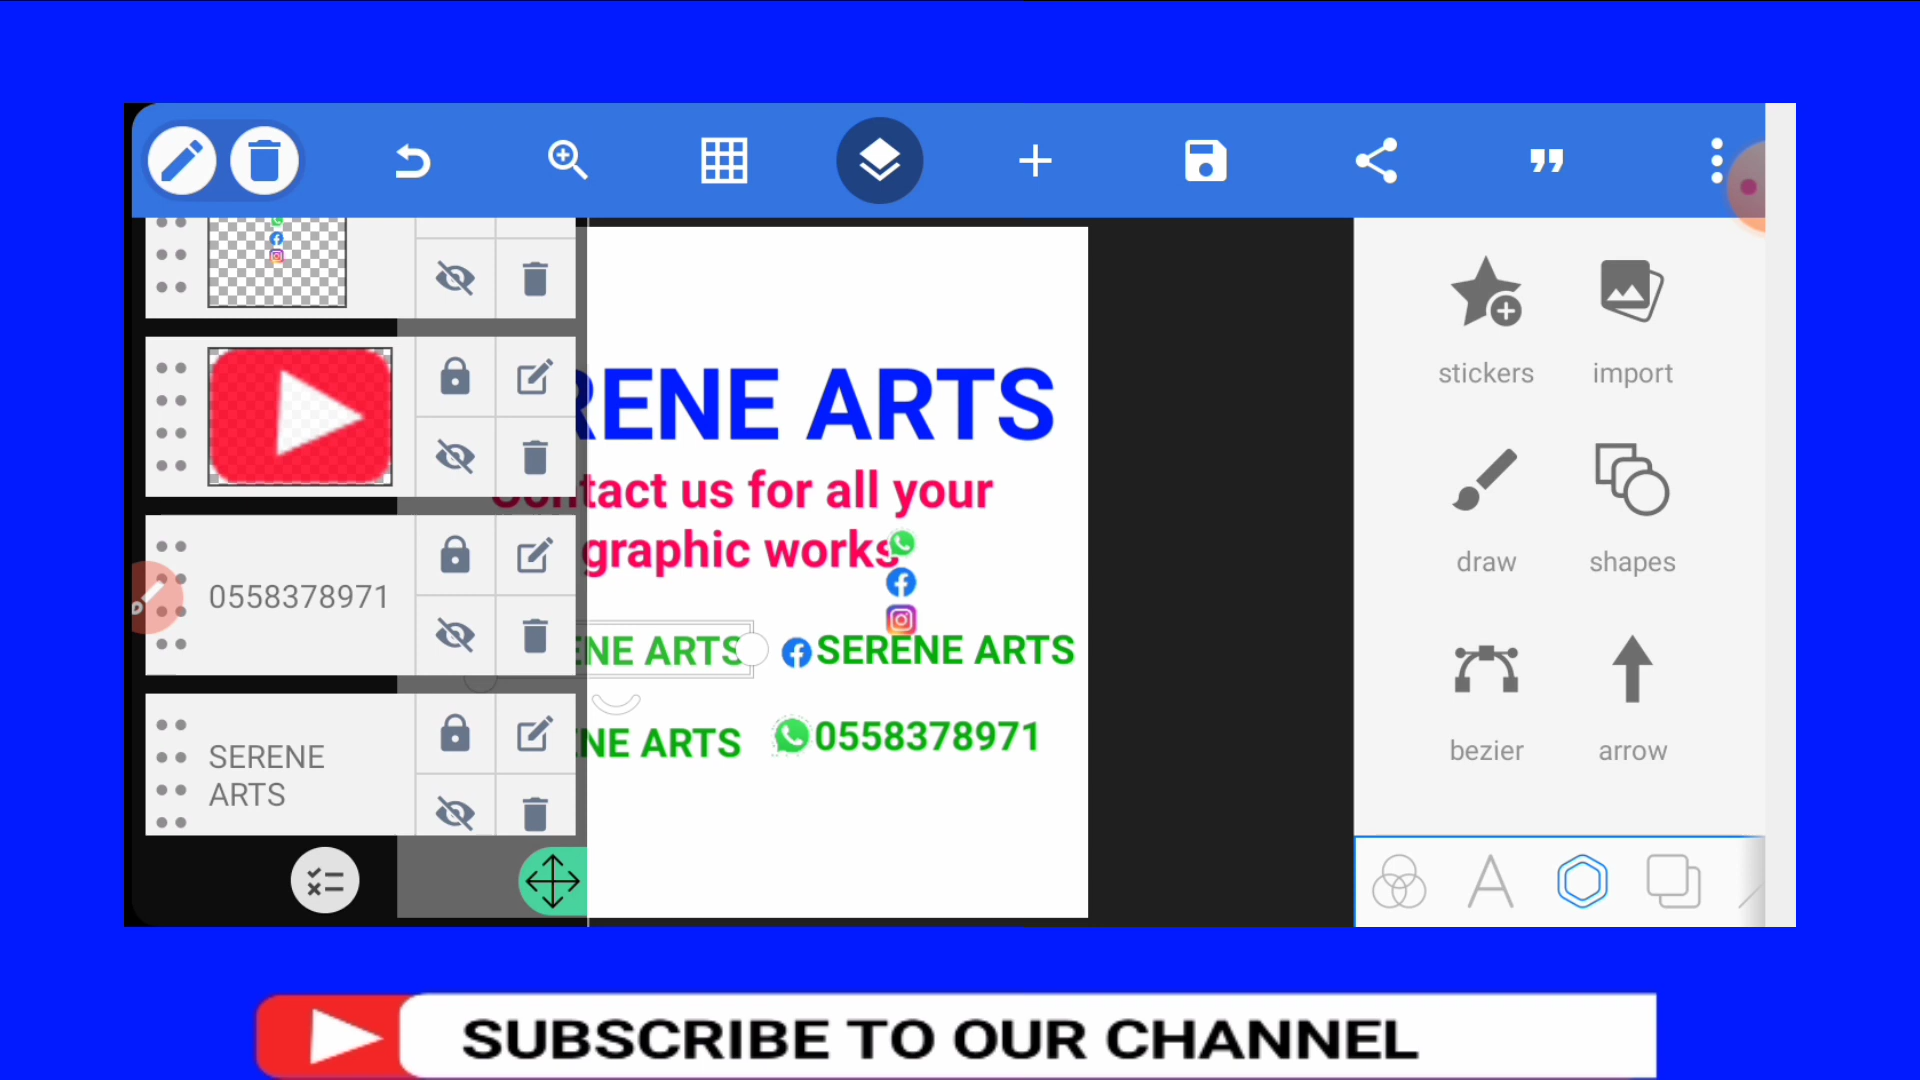 RENE ARTS
Contact us for all your
graphic works
ENE ARTS
SERENE ARTS
NE ARTS
0558378971
0558378971
SERENE
ARTS
stickers
import
draw
shapes
bezier
arrow
SUBSCRIBE TO OUR CHANNEL